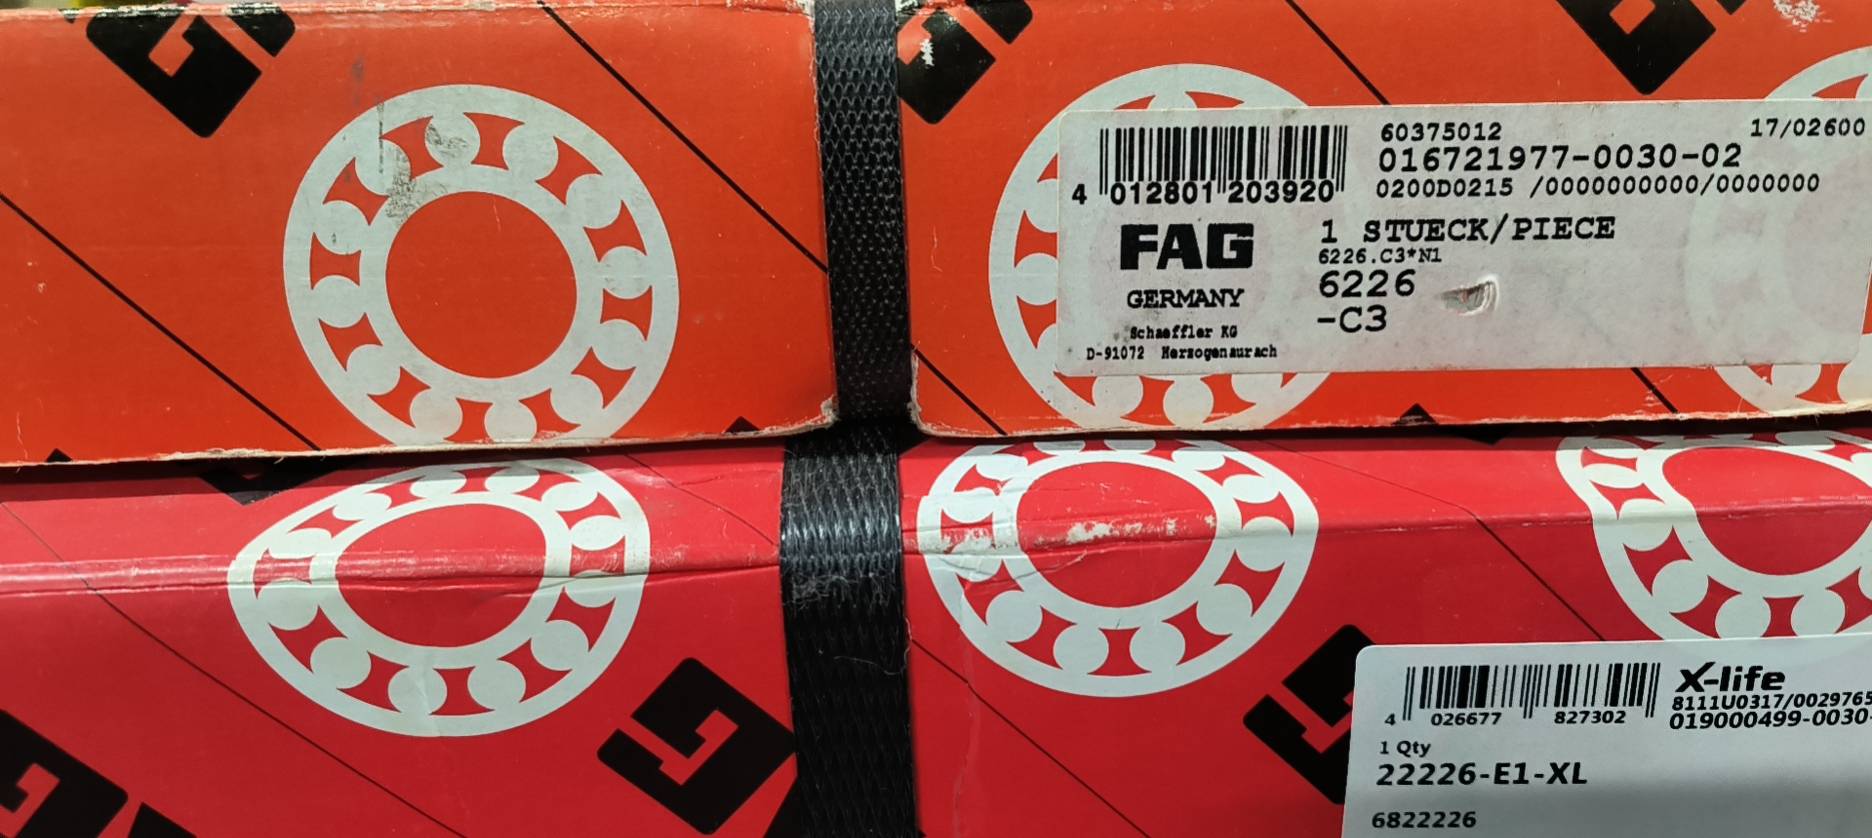 60375012
17/02600
016721977-0030-02
0200D0215 /0000000000/0000000
4 012801 203920
1 STUECK/PIECE
FAG
6226.C3*N1
6226
GERMANY
-C3
Schaeffler KG
D-91072 Herzogenaurach
X-life
8111U0317/0029765
019000499-0030-
4 026677 827302
1 Qty
22226-E1-XL
6822226